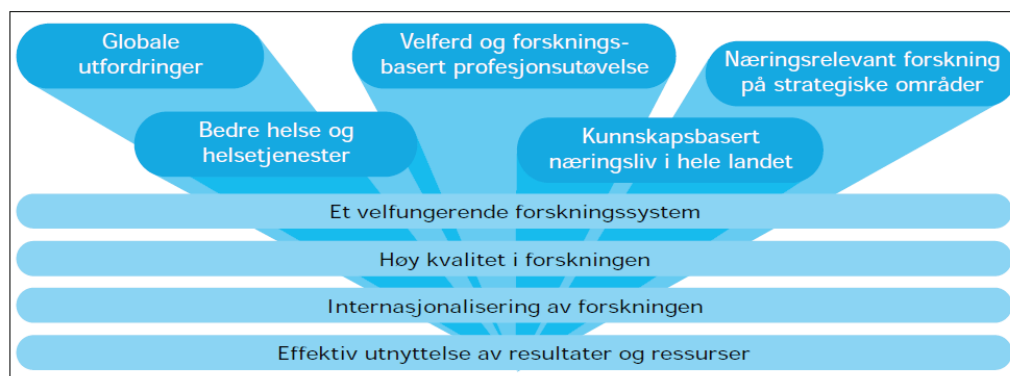 Globale
utfordringer
Velferd og forsknings-
basert profesjonsutøvelse
Næringsrelevant forskning
på strategiske områder
Bedre helse og
helsetjenester
Kunnskapsbasert
næringsliv i hele landet
Et velfungerende forskningssystem
Høy kvalitet i forskningen
Internasjonalisering av forskningen
Effektiv utnyttelse av resultater og ressurser